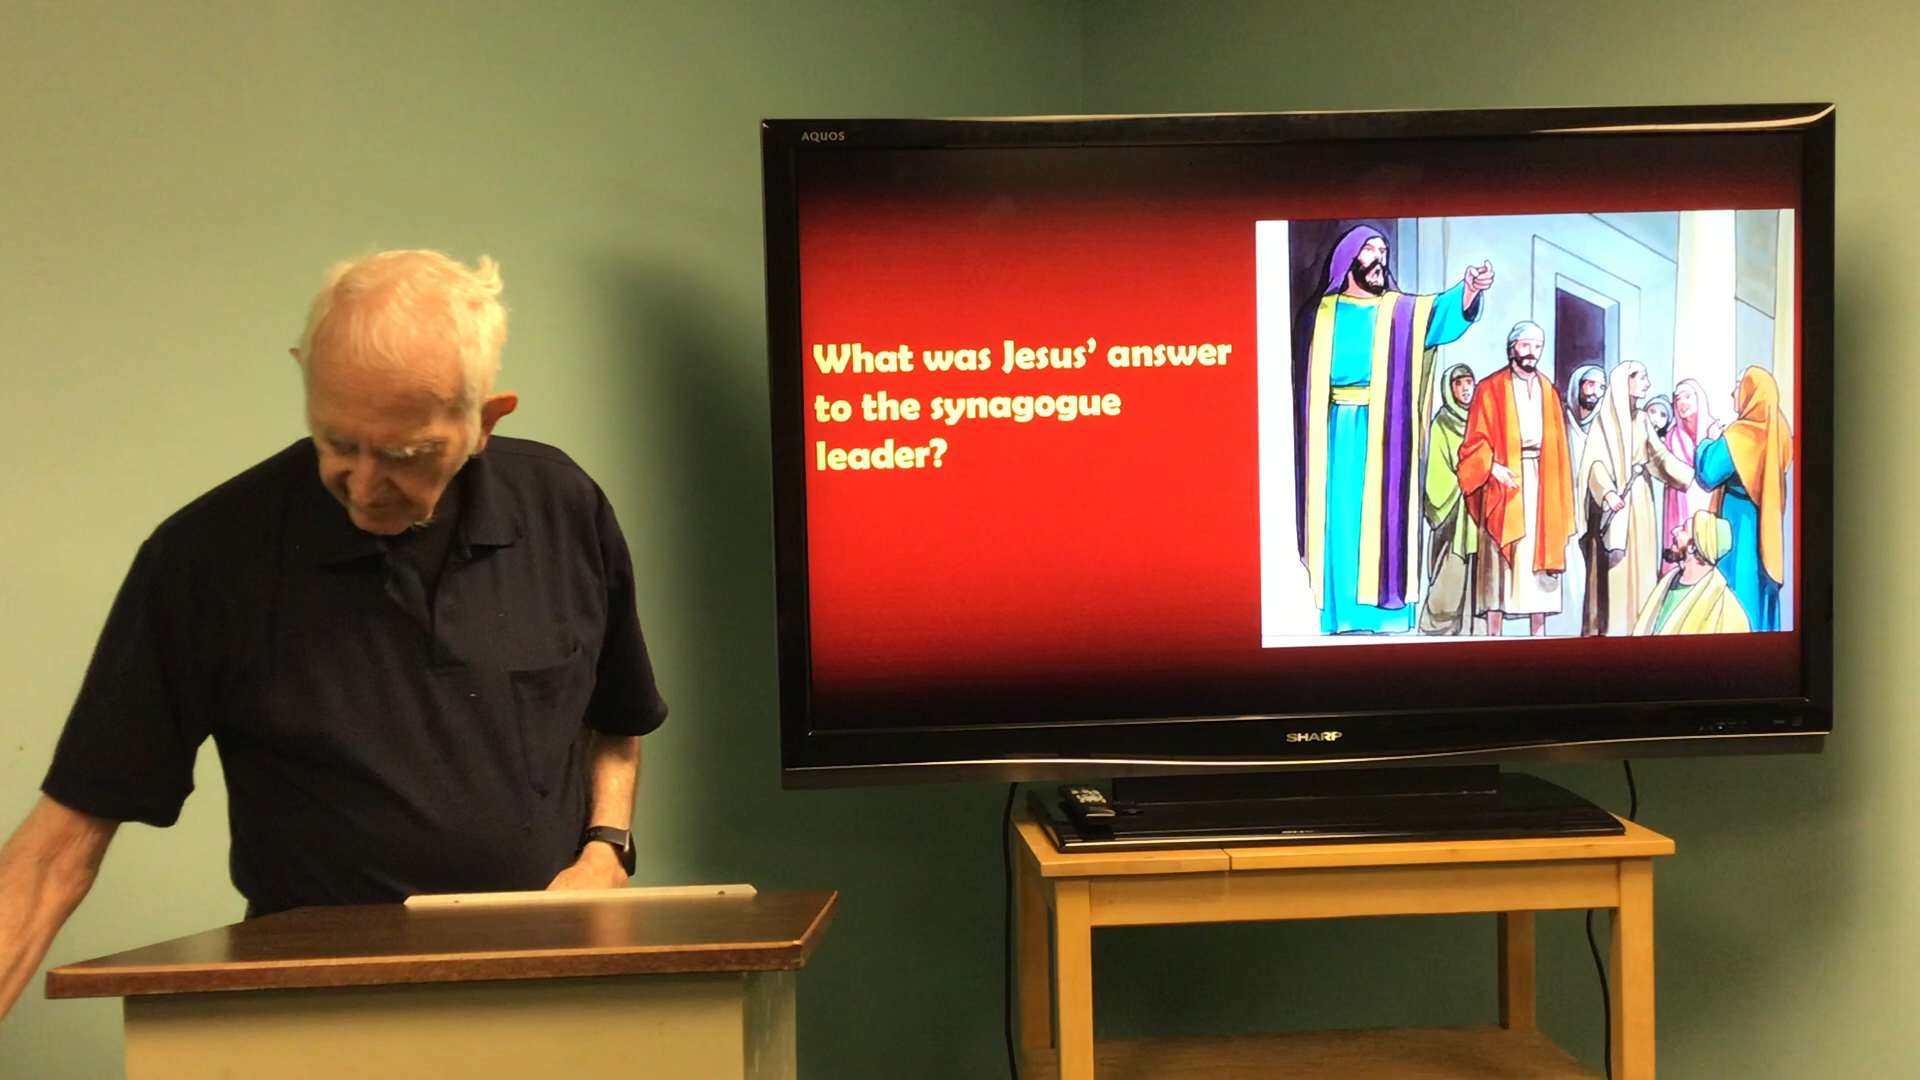 AQUOS
What was Jesus’ answer
to the synagogue
leader?
SHARP